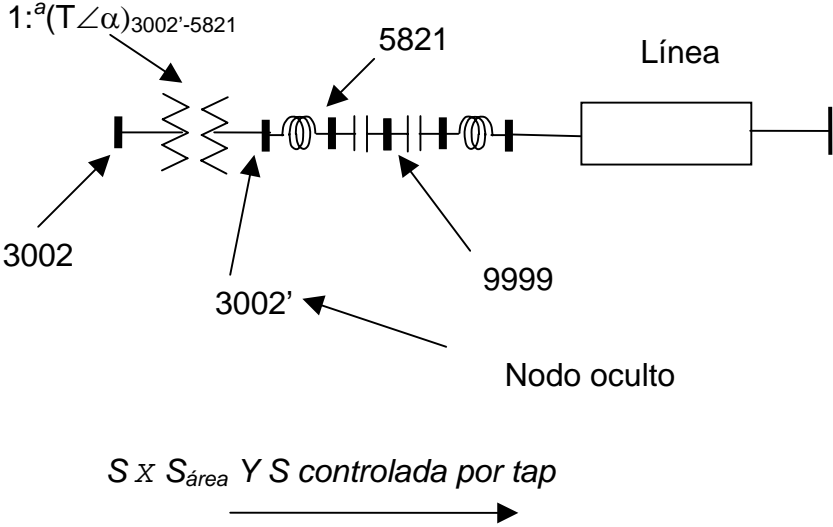 1:ᵃ(T∠α)3002'-5821
5821
Línea
3002
3002'
9999
Nodo oculto
S X Sárea Y S controlada por tap